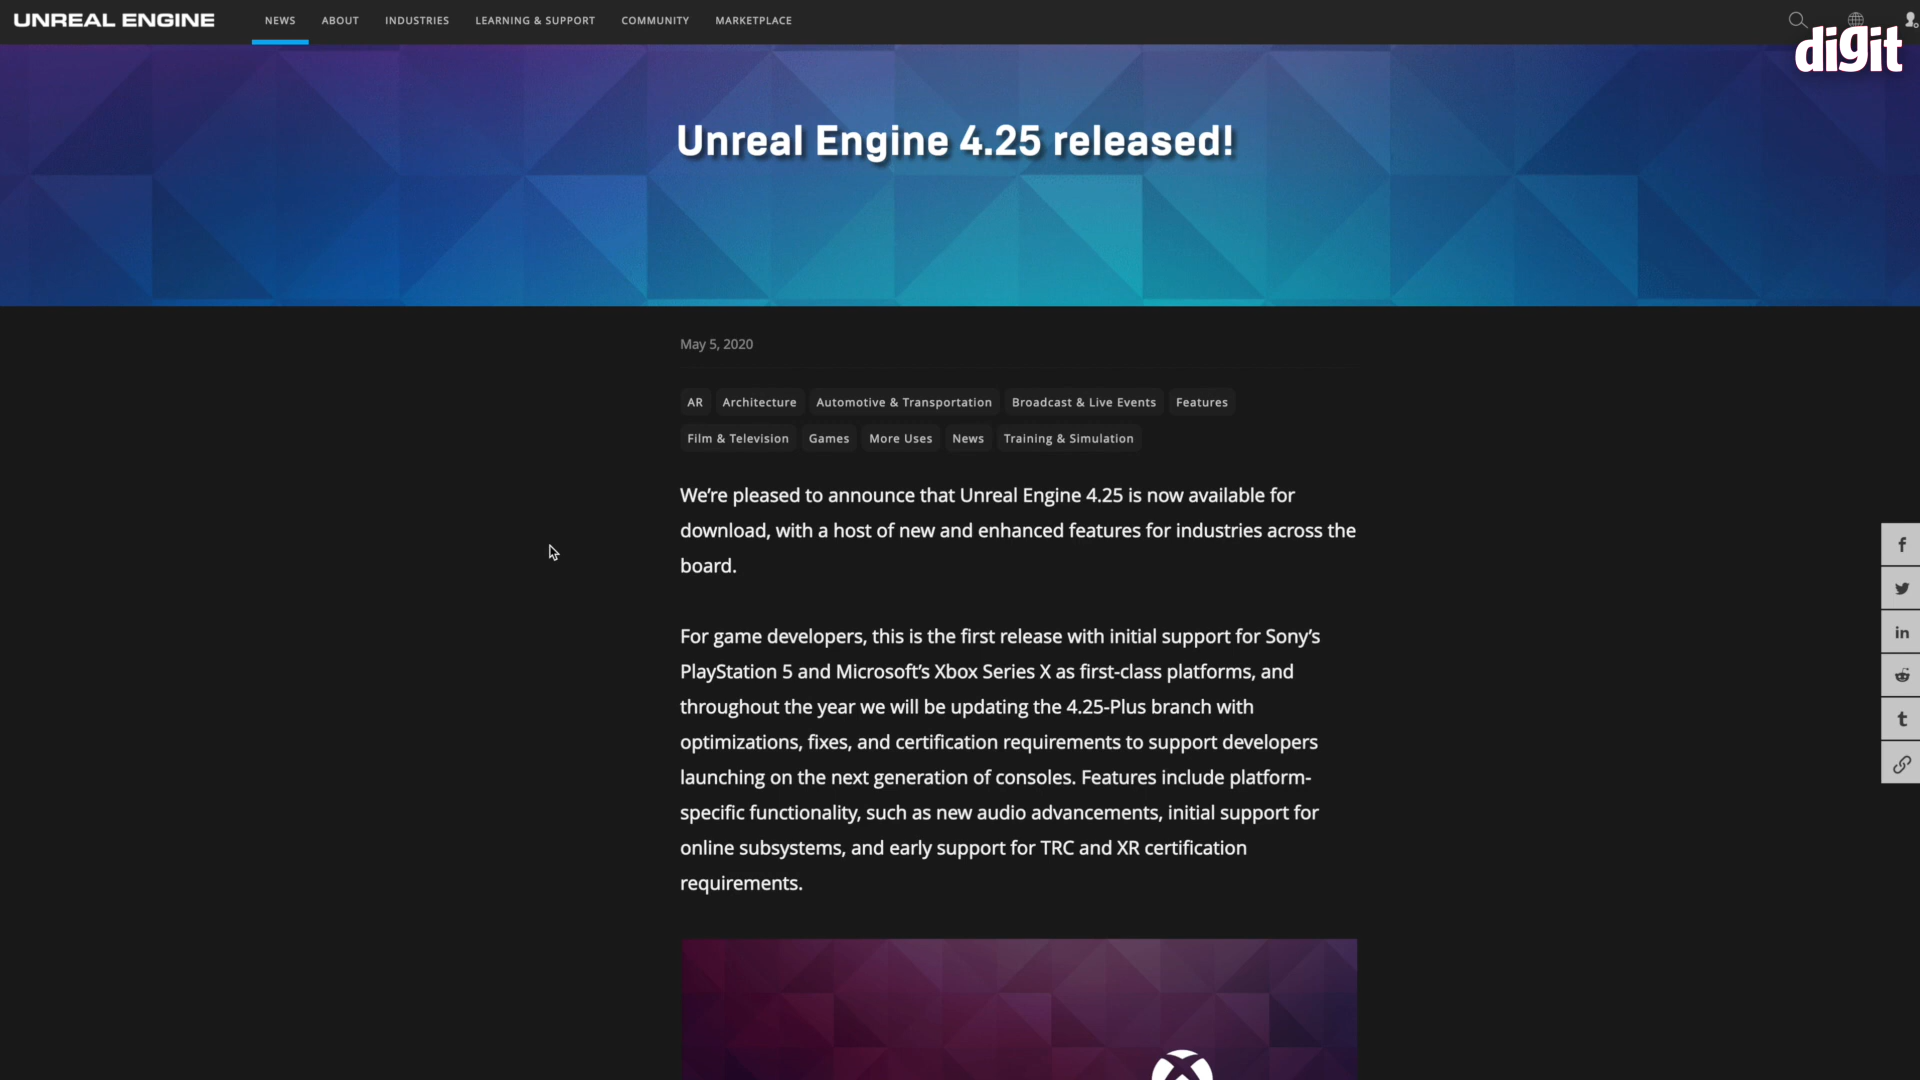 UNREAL ENGINE NEWS ABOUT INDUSTRIES LEARNING & SUPPORT COMMUNITY MARKETPLACE
digit
Unreal Engine 4.25 released!
May 5, 2020
AR Architecture Automotive & Transportation Broadcast & Live Events Features
Film & Television Games More Uses News Training & Simulation
We’re pleased to announce that Unreal Engine 4.25 is now available for
download, with a host of new and enhanced features for industries across the
board.
For game developers, this is the first release with initial support for Sony’s
PlayStation 5 and Microsoft’s Xbox Series X as first-class platforms, and
throughout the year we will be updating the 4.25-Plus branch with
optimizations, fixes, and certification requirements to support developers
launching on the next generation of consoles. Features include platform-
specific functionality, such as new audio advancements, initial support for
online subsystems, and early support for TRC and XR certification
requirements.